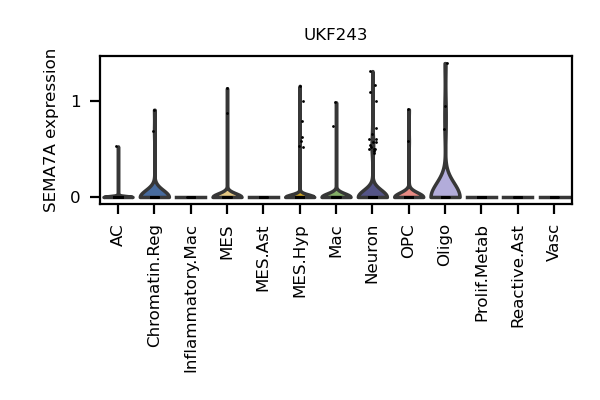 UKF243
SEMA7A expression
1
0
AC
Chromatin.Reg
Inflammatory.Mac
MES
MES.Ast
MES.Hyp
Mac
Neuron
OPC
Oligo
Prolif.Metab
Reactive.Ast
Vasc